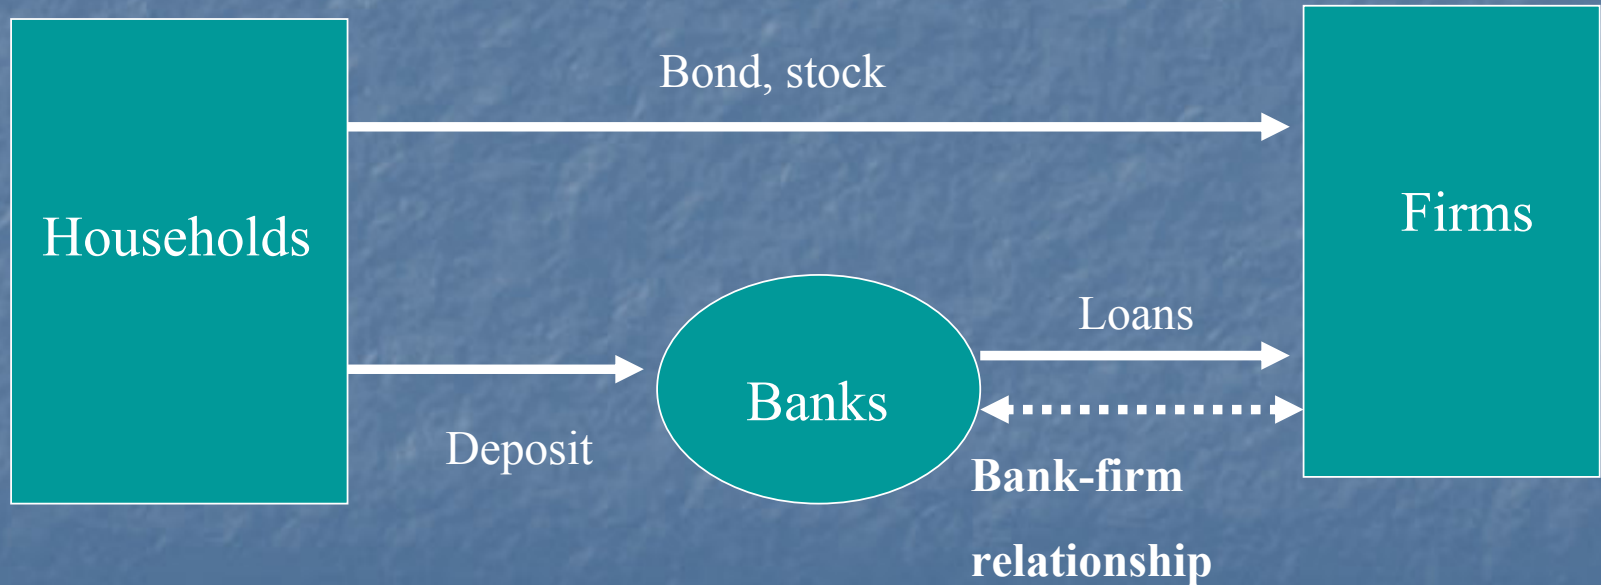 Bond, stock
Households
Firms
Loans
Banks
Deposit
Bank-firm
relationship